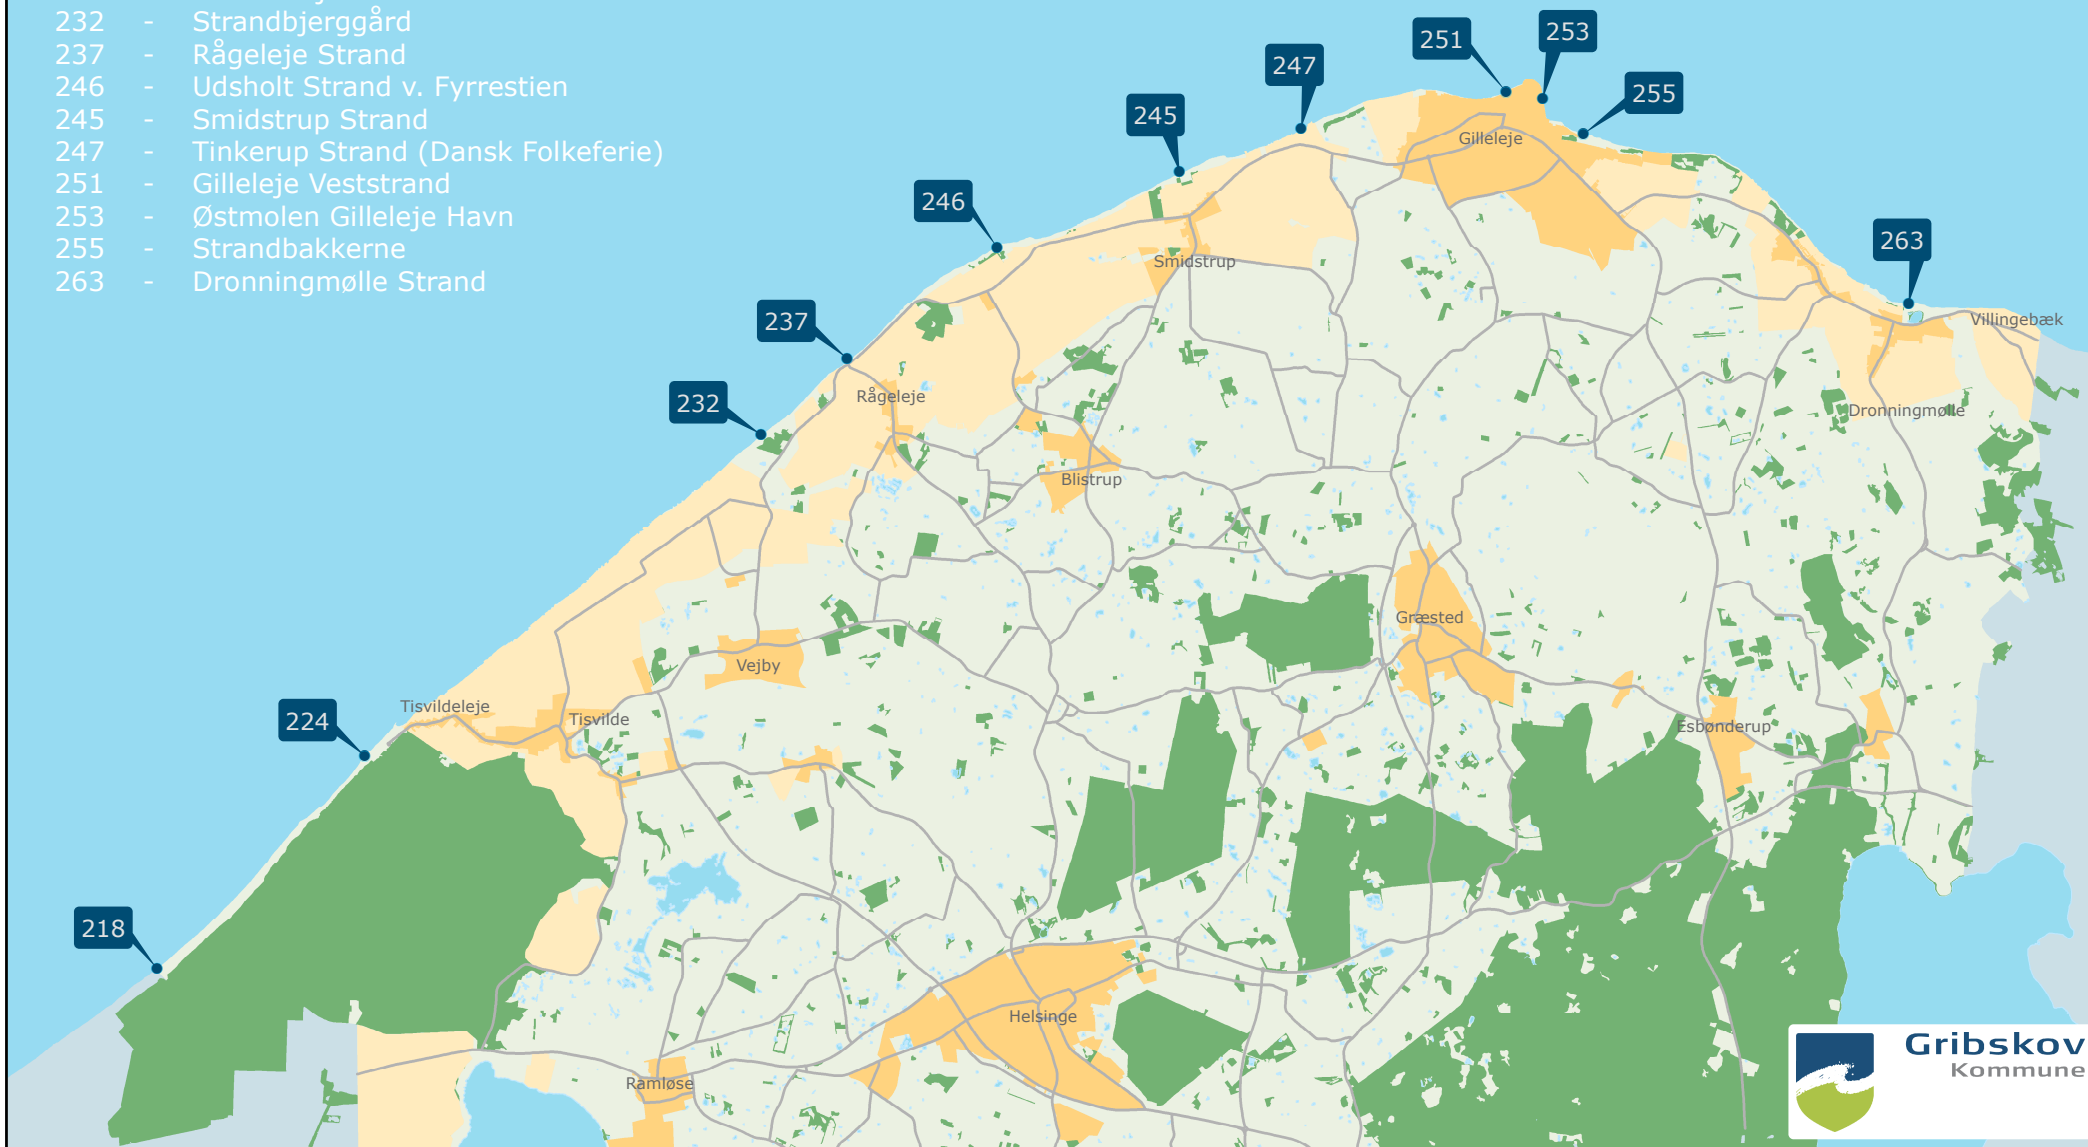 232 - Strandbjerggård
237 - Rågeleje Strand
246 - Udsholt Strand v. Fyrrestien
245 - Smidstrup Strand
247 - Tinkerup Strand (Dansk Folkeferie)
251 - Gilleleje Veststrand
253 - Østmolen Gilleleje Havn
255 - Strandbakkerne
263 - Dronningmølle Strand
253
251
247
255
245
Gilleleje
246
263
Smidstrup
237
Villingebæk
232
Rågeleje
Dronningmølle
Blistrup
Græsted
Vejby
224
Tisvildeleje
Tisvilde
Esbønderup
218
Helsinge
Ramløse
Gribskov
Kommune